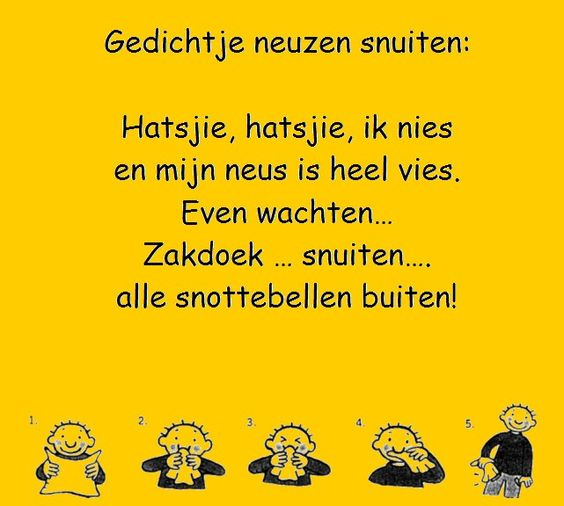 Gedichtje neuzen snuiten:
Hatsjie, hatsjie, ik nies
en mijn neus is heel vies.
Even wachten...
Zakdoek ... snuiten....
alle snottebellen buiten!
1. 2. 3. 4. 5.